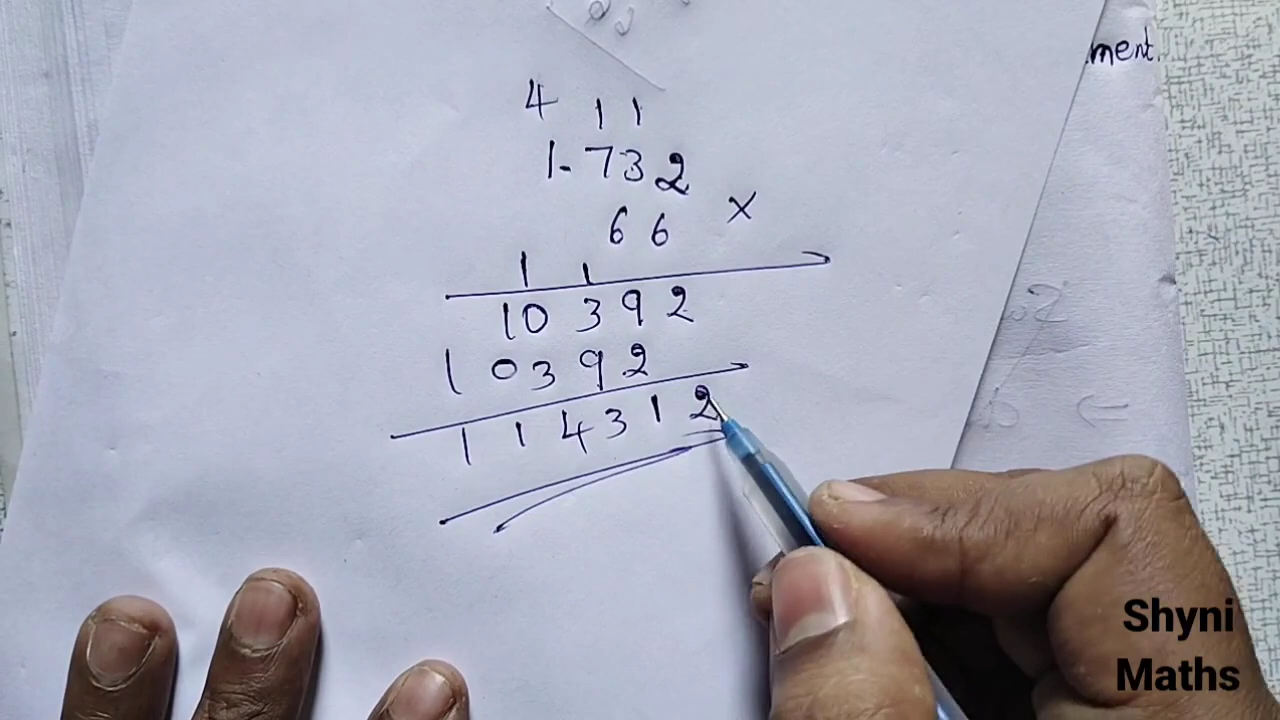 ment.
4 1 1
1.732
66 ×
1 1
10392
10392
114312
Shyni
Maths